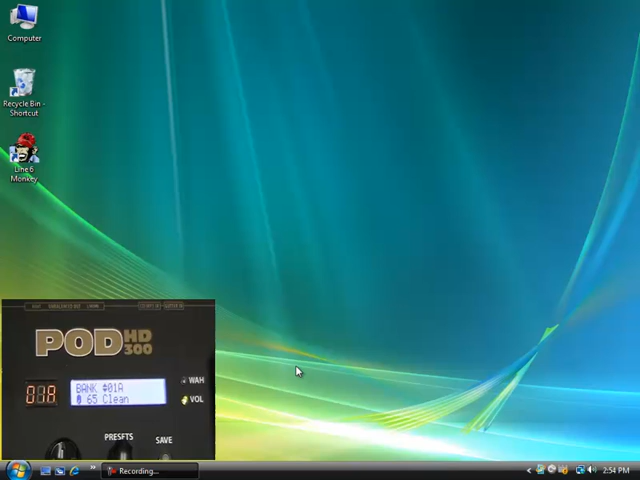 Computer
Recycle Bin -
Shortcut
Line 6
Monkey
POD HD
300
BANK #01A
65 Clean
WAH
VOL
PRESETS
SAVE
Recording...
2:54 PM